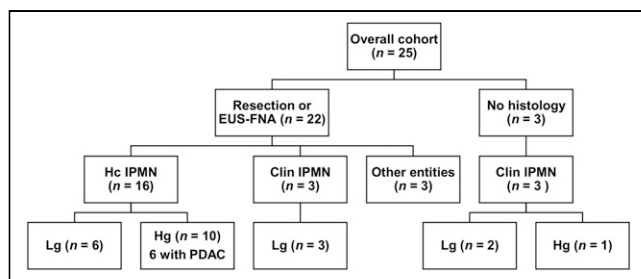 Overall cohort
(n = 25)
Resection or
EUS-FNA (n = 22)
No histology
(n = 3)
Hc IPMN
(n = 16)
Clin IPMN
(n = 3)
Other entities
(n = 3)
Clin IPMN
(n = 3 )
Lg (n = 6)
Hg (n = 10)
6 with PDAC
Lg (n = 3)
Lg (n = 2)
Hg (n = 1)